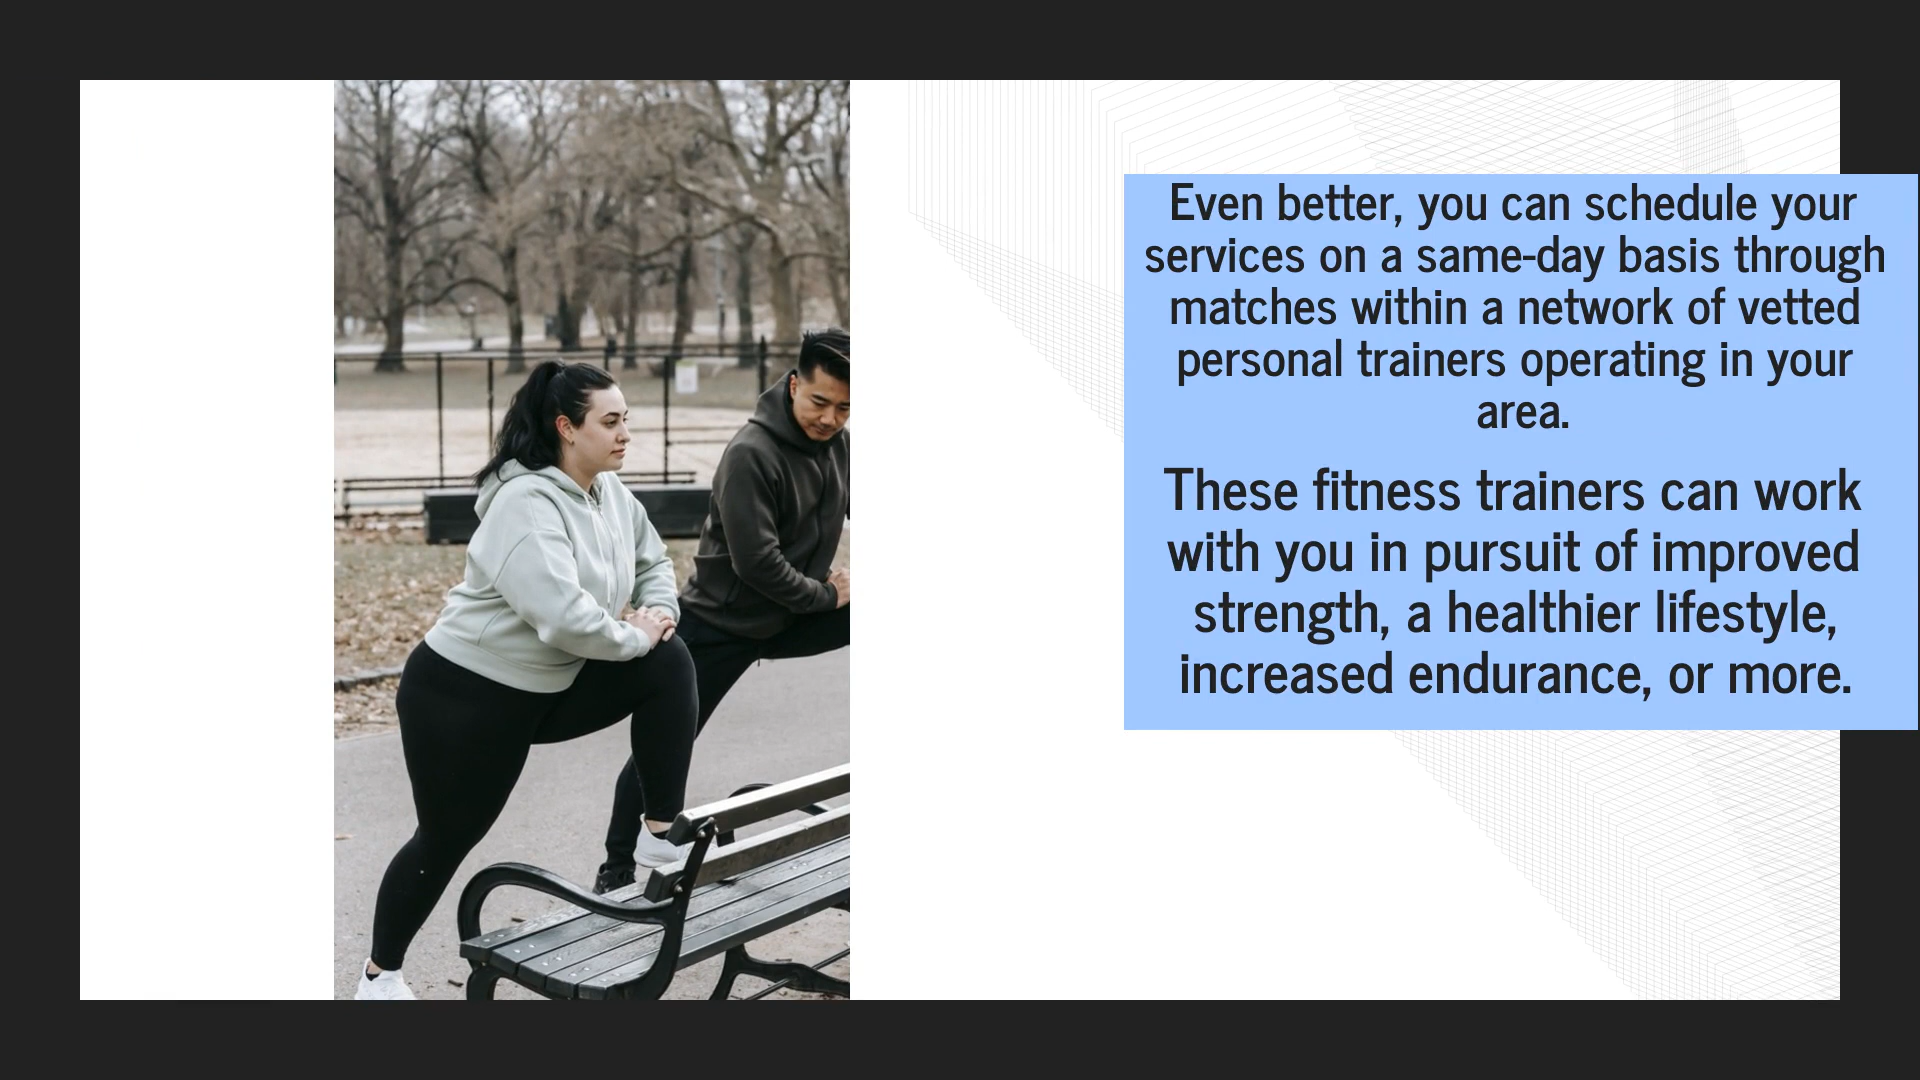 Even better, you can schedule your
services on a same-day basis through
matches within a network of vetted
personal trainers operating in your
area.
These fitness trainers can work
with you in pursuit of improved
strength, a healthier lifestyle,
increased endurance, or more.